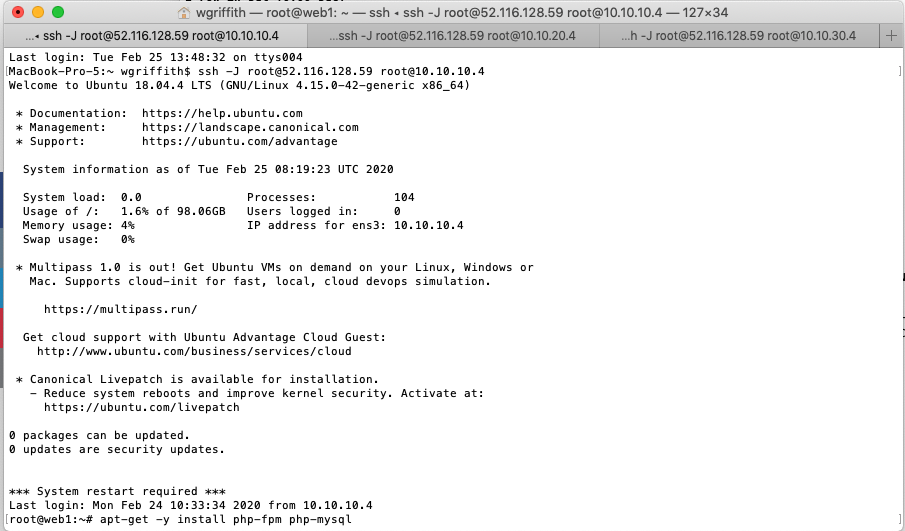 wgriffith — root@web1: ~ — ssh ◂ ssh -J root@52.116.128.59 root@10.10.10.4 — 127×34
...◂ ssh -J root@52.116.128.59 root@10.10.10.4
...ssh -J root@52.116.128.59 root@10.10.20.4
...h -J root@52.116.128.59 root@10.10.30.4
+
Last login: Tue Feb 25 13:48:32 on ttys004
[MacBook-Pro-5:~ wgriffith$ ssh -J root@52.116.128.59 root@10.10.10.4 ]
Welcome to Ubuntu 18.04.4 LTS (GNU/Linux 4.15.0-42-generic x86_64)
* Documentation: https://help.ubuntu.com
* Management: https://landscape.canonical.com
* Support: https://ubuntu.com/advantage
System information as of Tue Feb 25 08:19:23 UTC 2020
System load: 0.0 Processes: 104
Usage of /: 1.6% of 98.06GB Users logged in: 0
Memory usage: 4% IP address for ens3: 10.10.10.4
Swap usage: 0%
* Multipass 1.0 is out! Get Ubuntu VMs on demand on your Linux, Windows or
Mac. Supports cloud-init for fast, local, cloud devops simulation.
https://multipass.run/
Get cloud support with Ubuntu Advantage Cloud Guest:
http://www.ubuntu.com/business/services/cloud
* Canonical Livepatch is available for installation.
- Reduce system reboots and improve kernel security. Activate at:
https://ubuntu.com/livepatch
0 packages can be updated.
0 updates are security updates.
*** System restart required ***
Last login: Mon Feb 24 10:33:34 2020 from 10.10.10.4
[root@web1:~# apt-get -y install php-fpm php-mysql ]